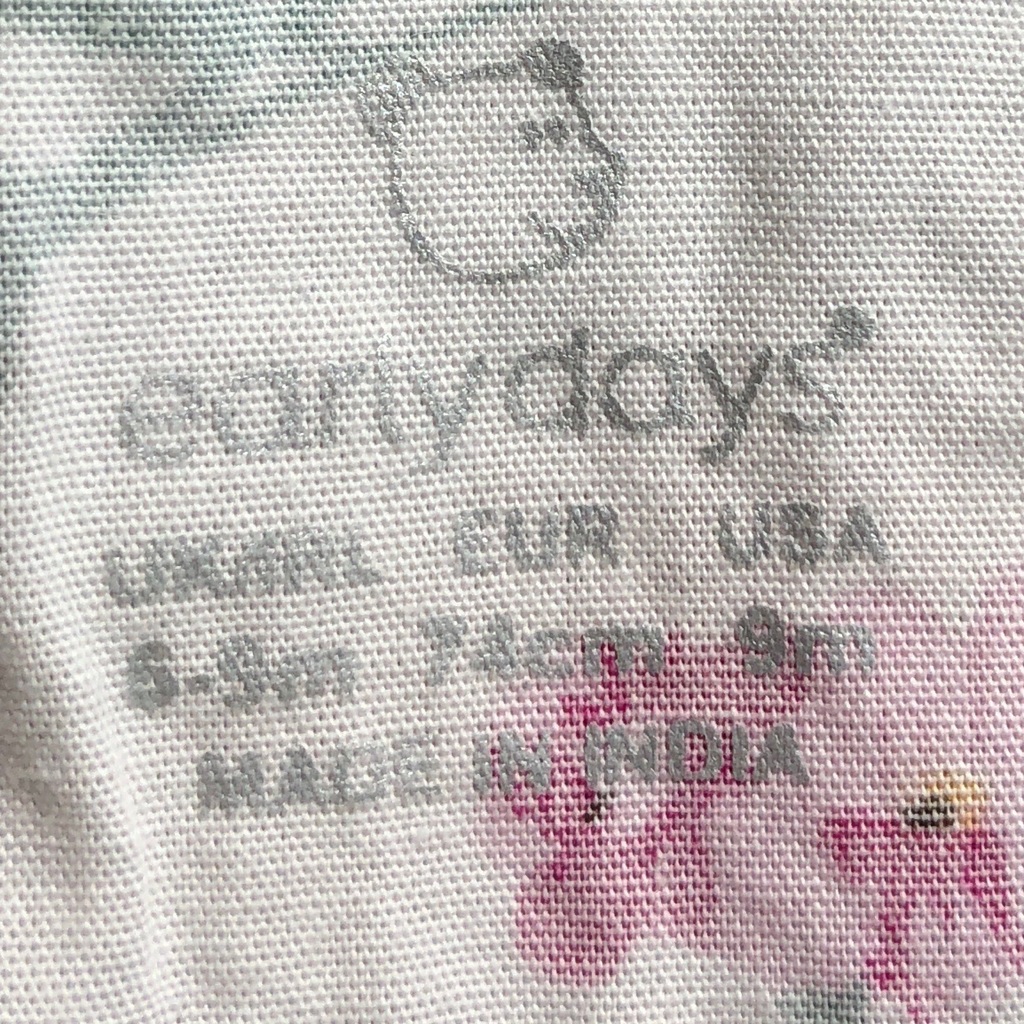 earlydays
UK/IRL EUR USA
6-9m 74cm 9m
MADE IN INDIA